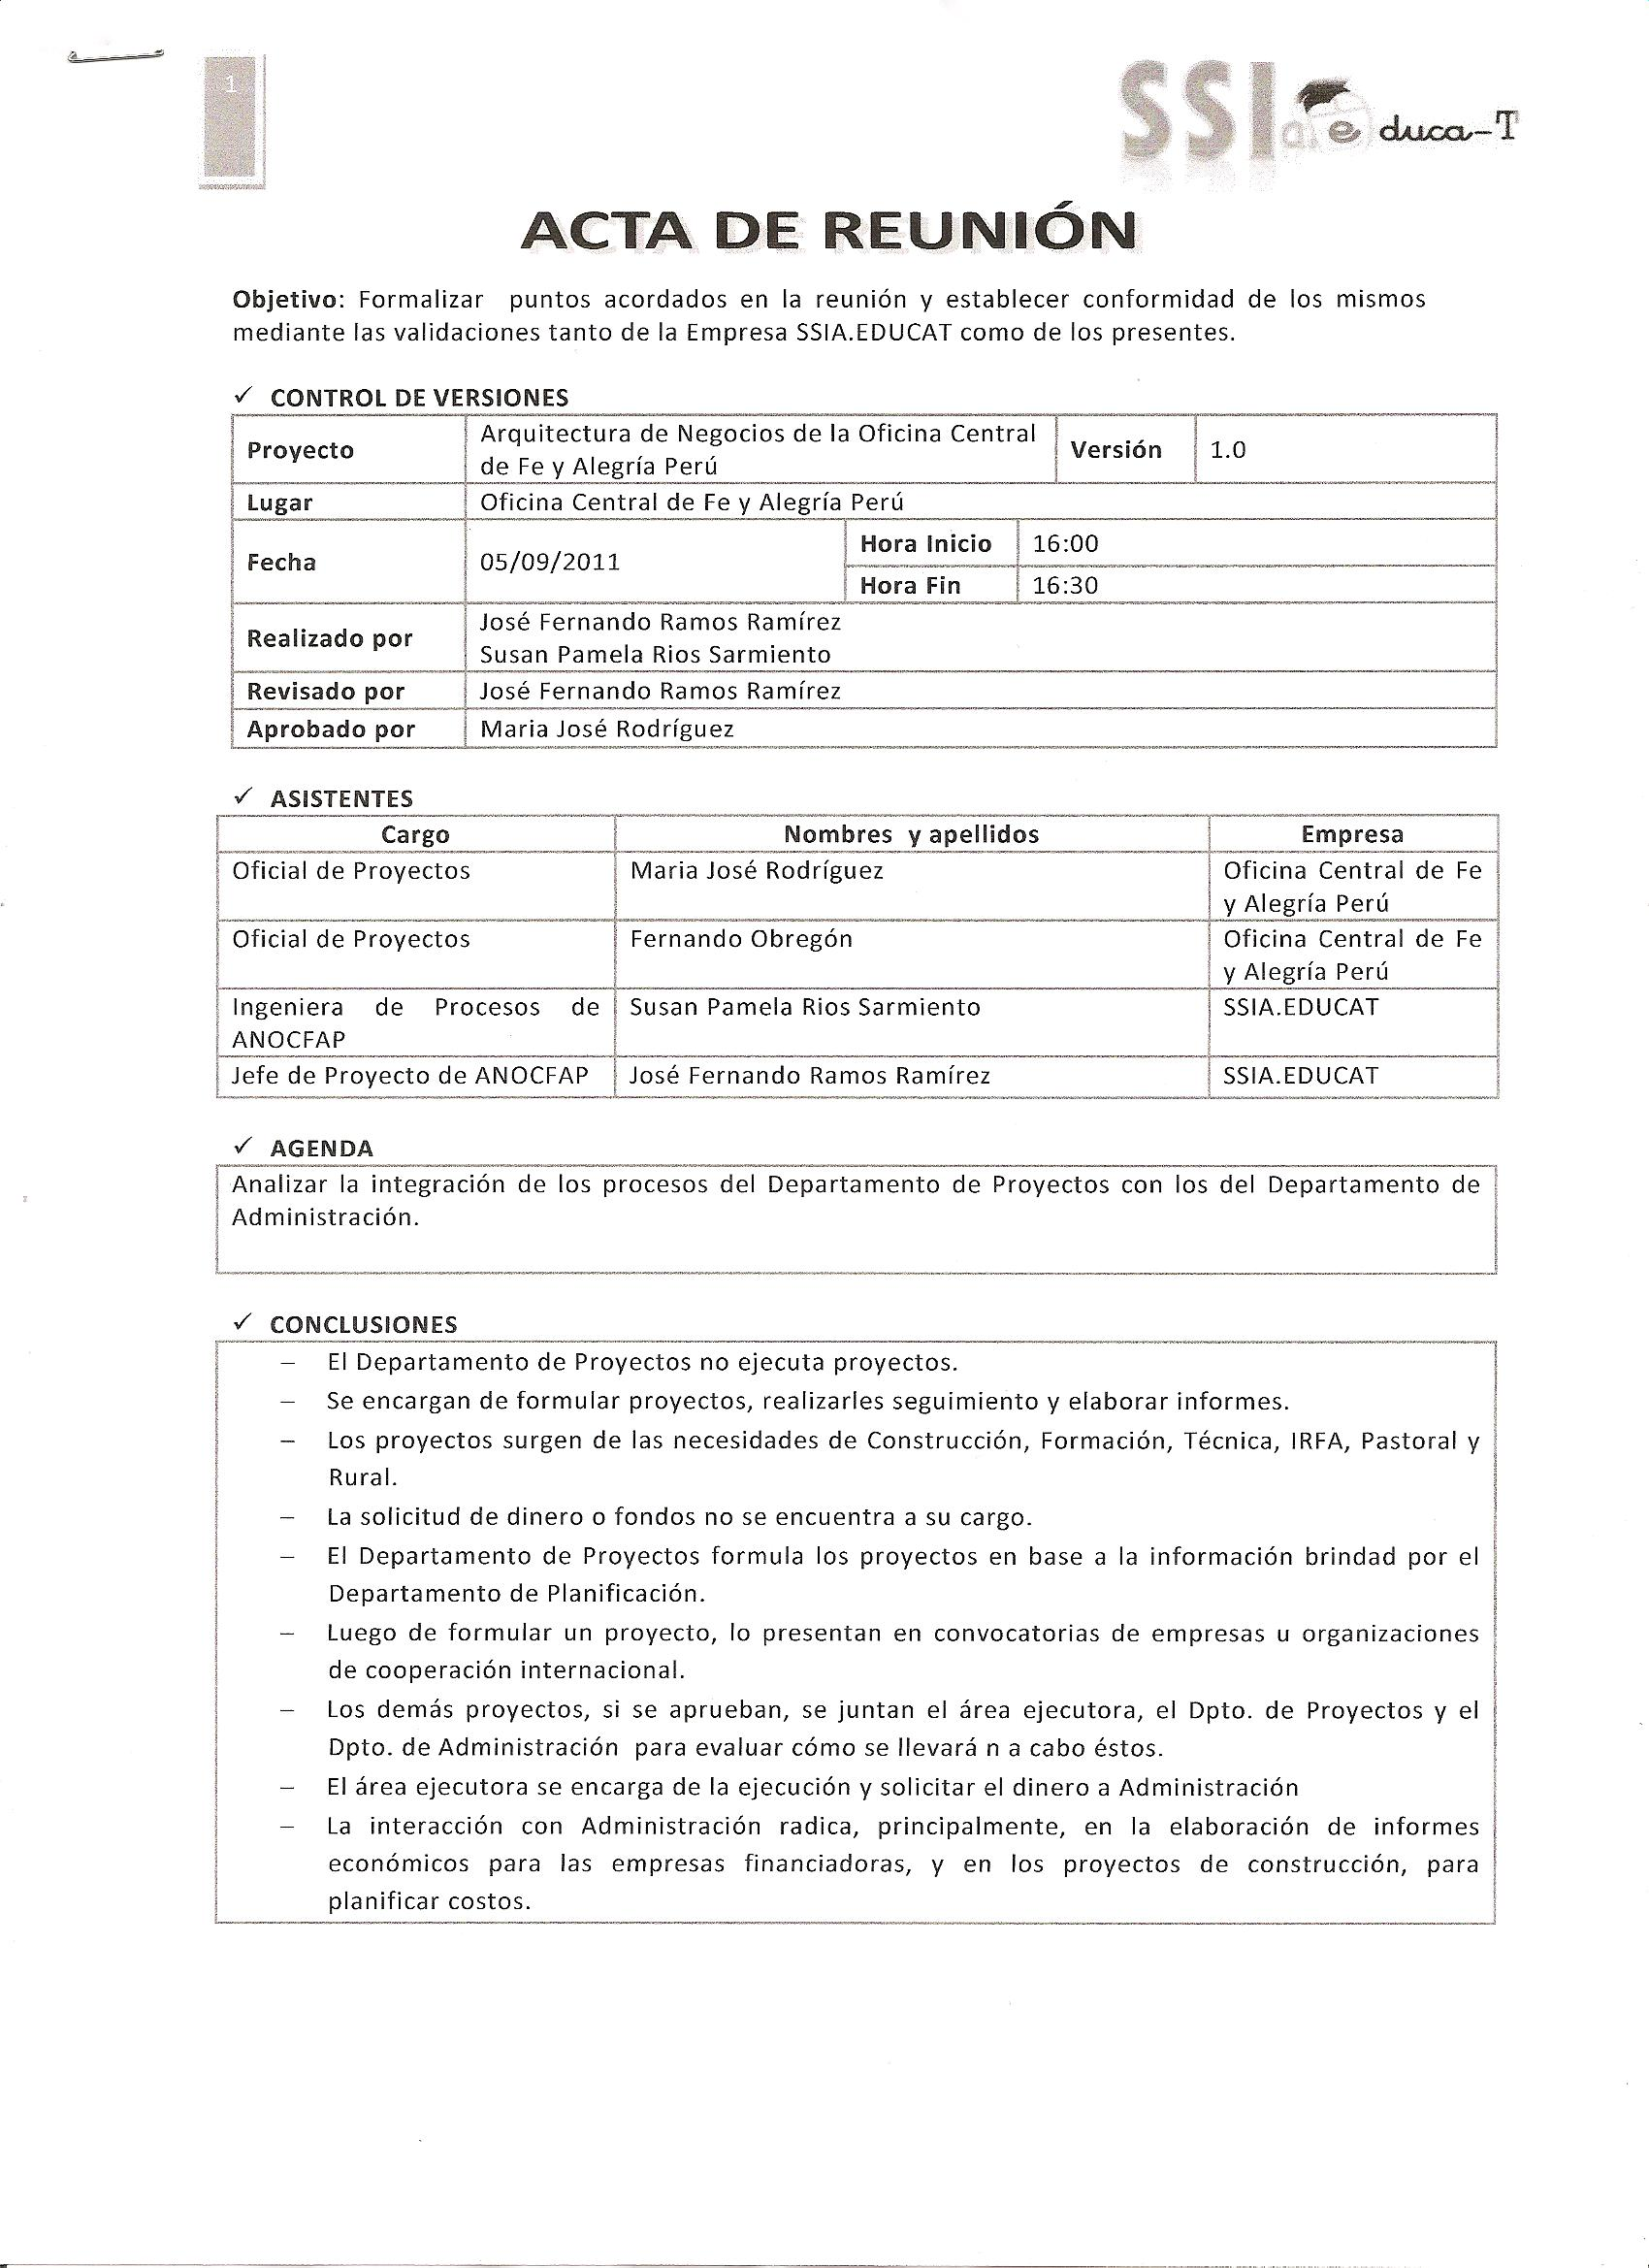 1
SSIa.e duca-T
ACTA DE REUNIÓN
Objetivo: Formalizar puntos acordados en la reunión y establecer conformidad de los mismos
mediante las validaciones tanto de la Empresa SSIA.EDUCAT como de los presentes.
✓ CONTROL DE VERSIONES
Proyecto
Arquitectura de Negocios de la Oficina Central
de Fe y Alegría Perú
Versión
1.0
Lugar
Oficina Central de Fe y Alegría Perú
Fecha
05/09/2011
Hora Inicio
16:00
Hora Fin
16:30
Realizado por
José Fernando Ramos Ramírez
Susan Pamela Rios Sarmiento
Revisado por
José Fernando Ramos Ramírez
Aprobado por
Maria José Rodríguez
✓ ASISTENTES
Cargo
Nombres y apellidos
Empresa
Oficial de Proyectos
Maria José Rodríguez
Oficina Central de Fe
y Alegría Perú
Oficial de Proyectos
Fernando Obregón
Oficina Central de Fe
y Alegría Perú
Ingeniera de Procesos de
ANOCFAP
Susan Pamela Rios Sarmiento
SSIA.EDUCAT
Jefe de Proyecto de ANOCFAP
José Fernando Ramos Ramírez
SSIA.EDUCAT
✓ AGENDA
Analizar la integración de los procesos del Departamento de Proyectos con los del Departamento de
Administración.
✓ CONCLUSIONES
– El Departamento de Proyectos no ejecuta proyectos.
– Se encargan de formular proyectos, realizarles seguimiento y elaborar informes.
– Los proyectos surgen de las necesidades de Construcción, Formación, Técnica, IRFA, Pastoral y
Rural.
– La solicitud de dinero o fondos no se encuentra a su cargo.
– El Departamento de Proyectos formula los proyectos en base a la información brindad por el
Departamento de Planificación.
– Luego de formular un proyecto, lo presentan en convocatorias de empresas u organizaciones
de cooperación internacional.
– Los demás proyectos, si se aprueban, se juntan el área ejecutora, el Dpto. de Proyectos y el
Dpto. de Administración para evaluar cómo se llevará n a cabo éstos.
– El área ejecutora se encarga de la ejecución y solicitar el dinero a Administración
– La interacción con Administración radica, principalmente, en la elaboración de informes
económicos para las empresas financiadoras, y en los proyectos de construcción, para
planificar costos.